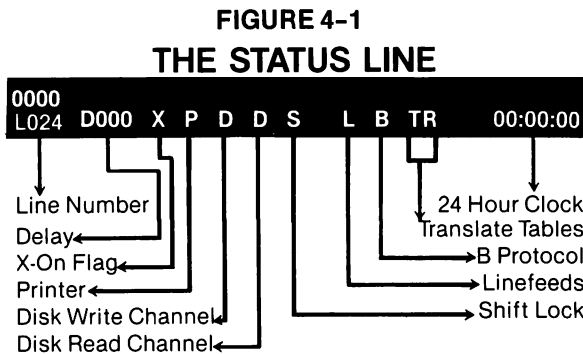 FIGURE 4-1
THE STATUS LINE
0000
L024 D000 X P D D S L B TR 00:00:00
Line Number
Delay
X-On Flag
Printer
Disk Write Channel
Disk Read Channel
24 Hour Clock
Translate Tables
B Protocol
Linefeeds
Shift Lock